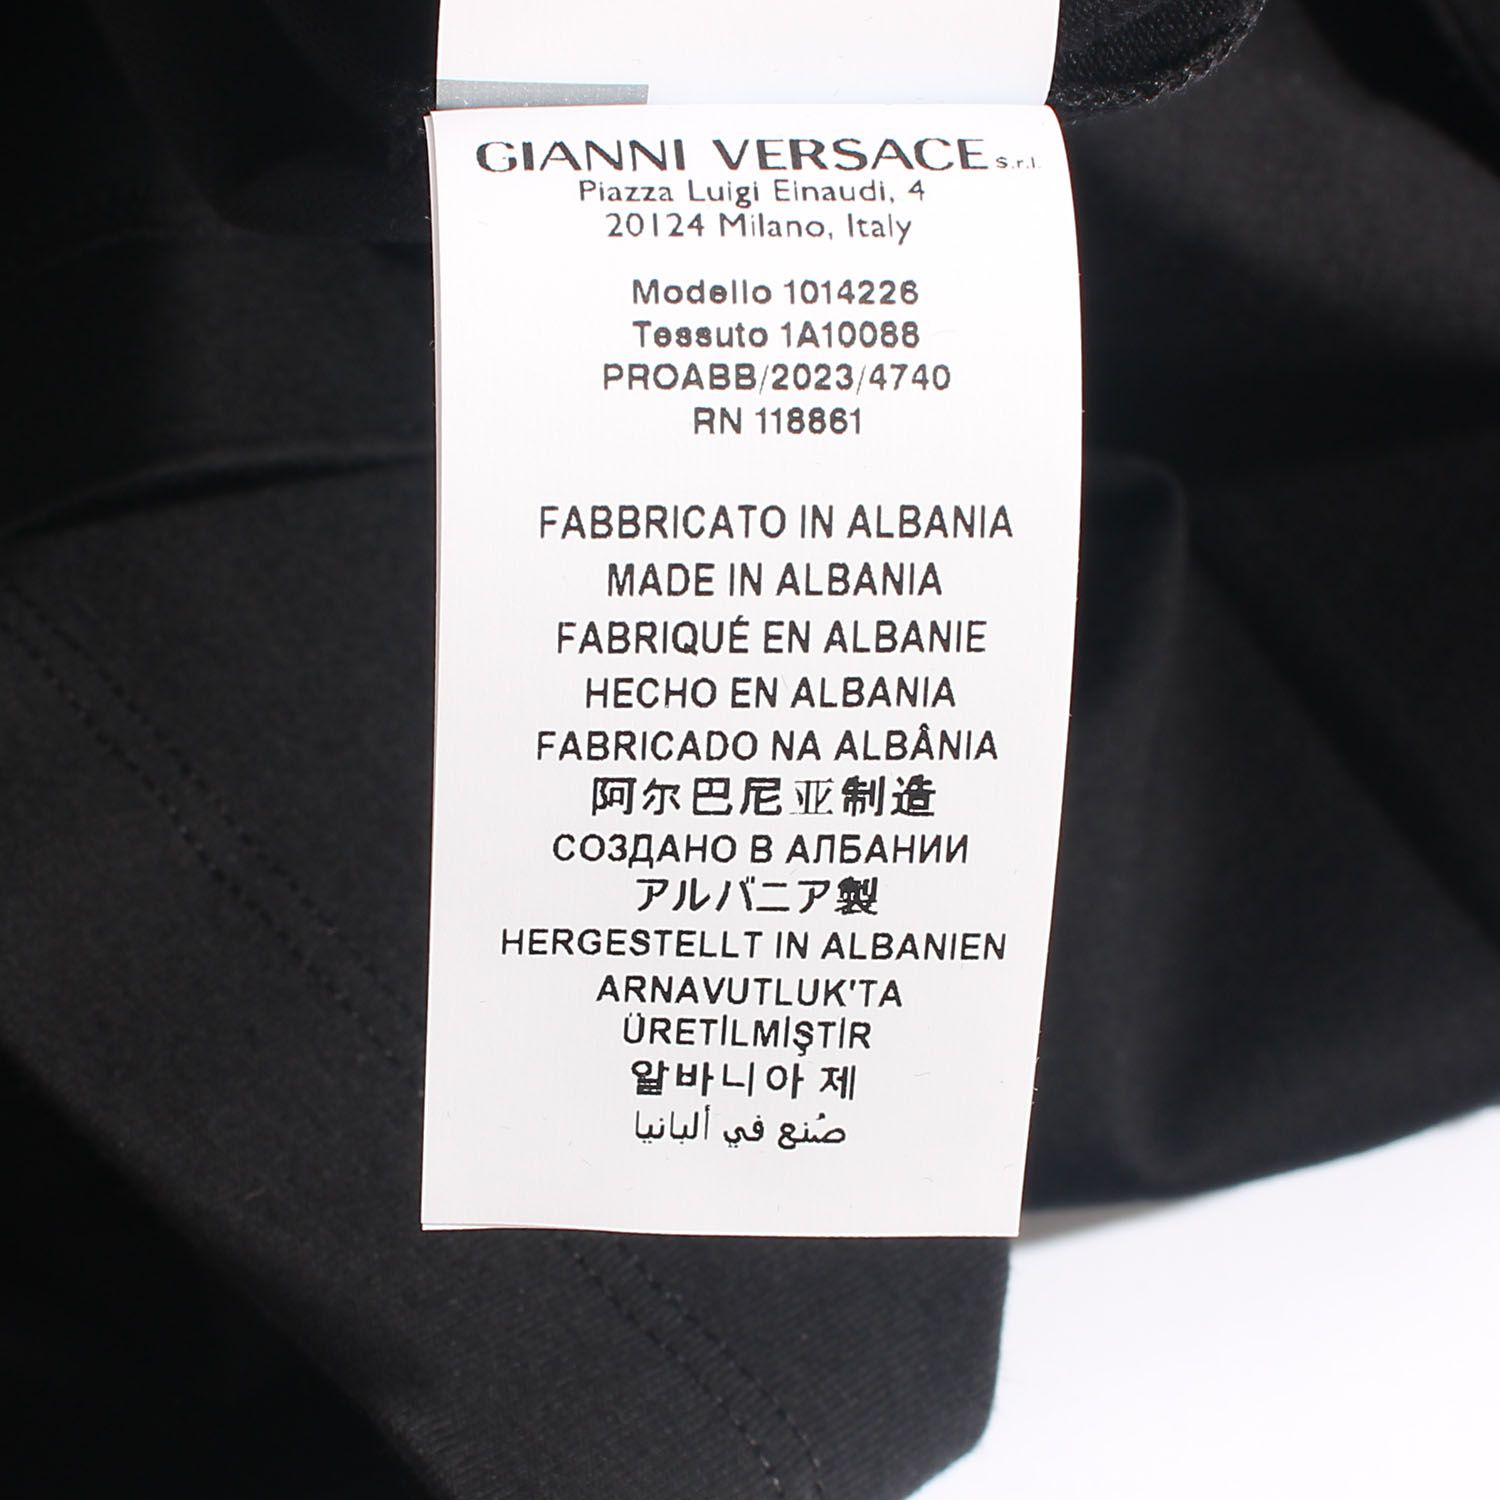 GIANNI VERSACE S.r.l.
Piazza Luigi Einaudi, 4
20124 Milano, Italy
Modello 1014226
Tessuto 1A10088
PROABB/2023/4740
RN 118861
FABBRICATO IN ALBANIA
MADE IN ALBANIA
FABRIQUÉ EN ALBANIE
HECHO EN ALBANIA
FABRICADO NA ALBÂNIA
阿尔巴尼亚制造
СОЗДАНО В АЛБАНИИ
アルバニア製
HERGESTELLT IN ALBANIEN
ARNAVUTLUK'TA
ÜRETİLMİŞTİR
알바니아 제
صُنع في ألبانيا